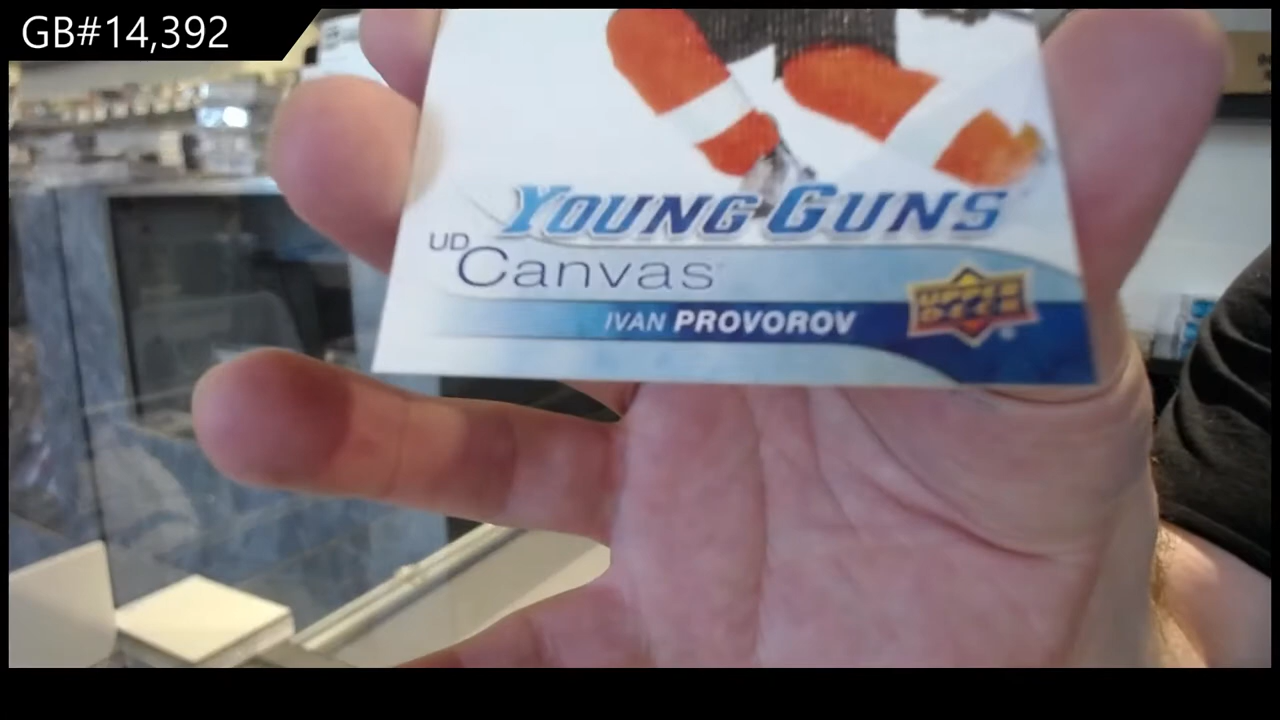 GB#14,392
YOUNG GUNS
UD Canvas
IVAN PROVOROV
UPPER DECK